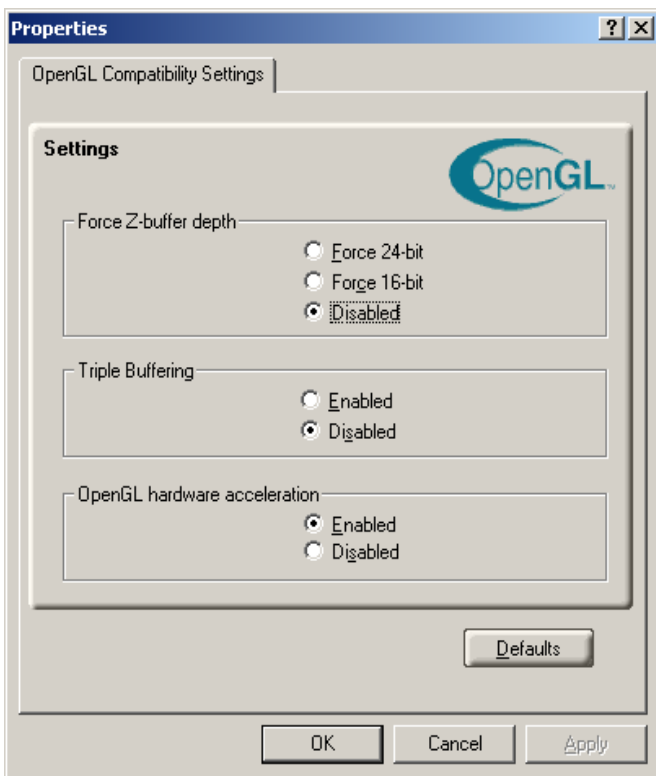 Properties
OpenGL Compatibility Settings
Settings
OpenGL™
Force Z-buffer depth
Force 24-bit
Force 16-bit
Disabled
Triple Buffering
Enabled
Disabled
OpenGL hardware acceleration
Enabled
Disabled
Defaults
OK Cancel Apply